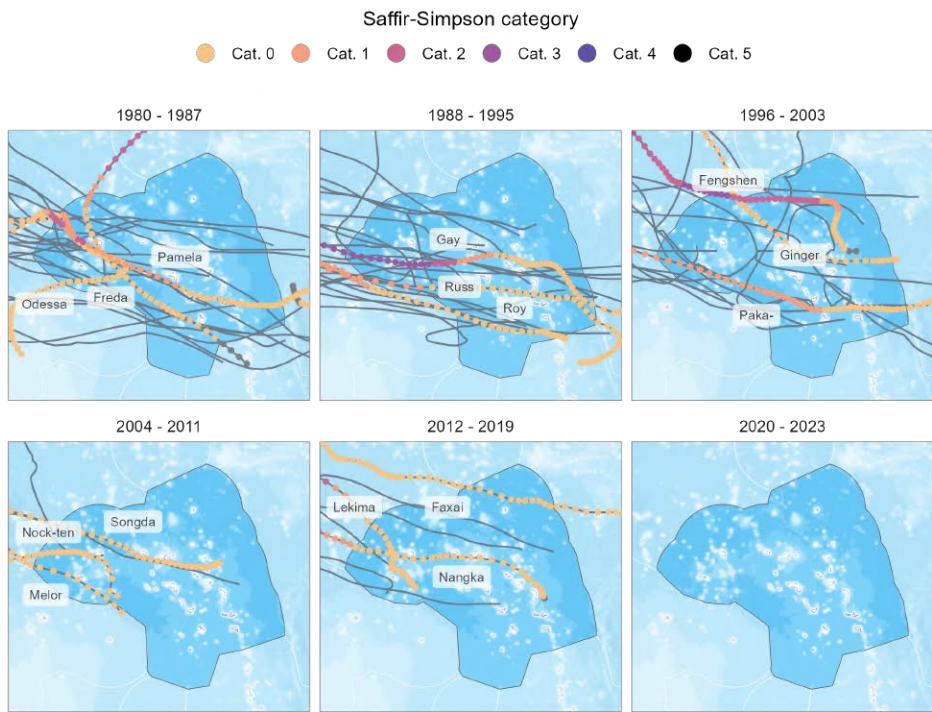 Saffir-Simpson category
Cat. 0 Cat. 1 Cat. 2 Cat. 3 Cat. 4 Cat. 5
1980 - 1987 1988 - 1995 1996 - 2003
Pamela
Odessa Freda
Gay
Russ
Roy
Fengshen
Ginger
Paka-
2004 - 2011 2012 - 2019 2020 - 2023
Songda
Nock-ten
Melor
Lekima Faxai
Nangka